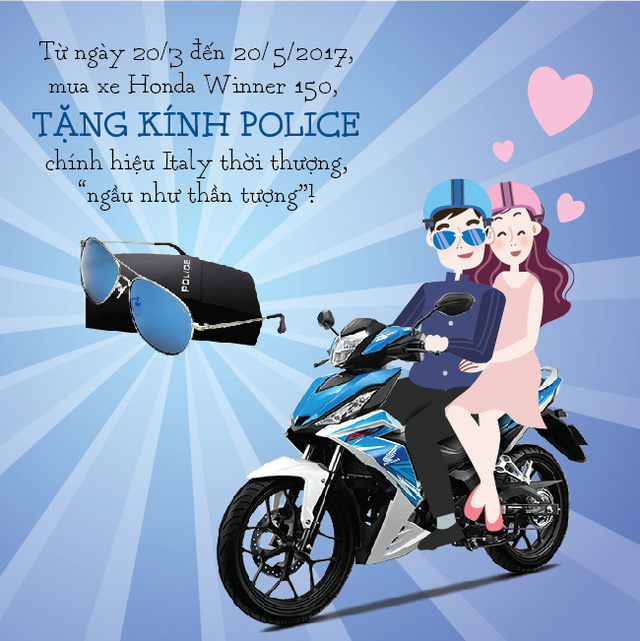 Từ ngày 20/3 đến 20/5/2017,
mua xe Honda Winner 150,
TẶNG KÍNH POLICE
chính hiệu Italy thời thượng,
“ngầu như thần tượng”!
POLICE